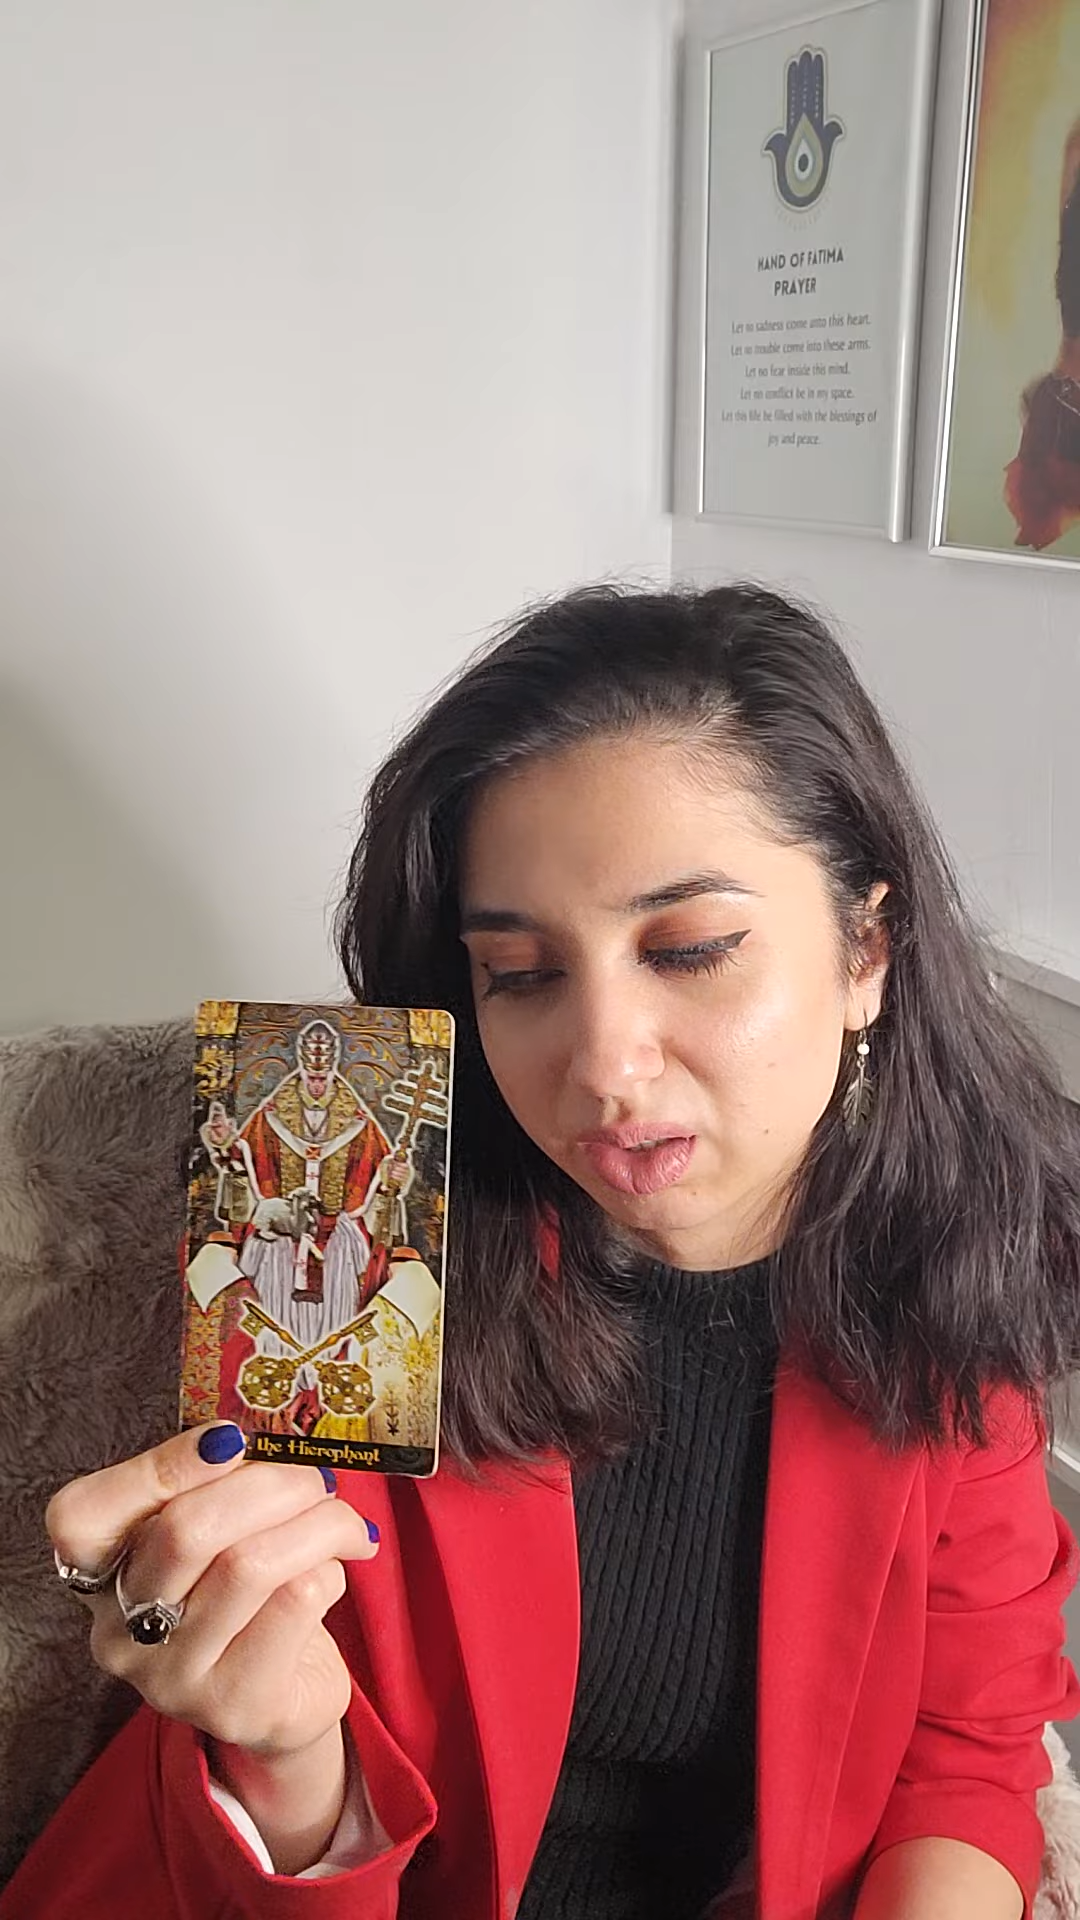 HAND OF FATIMA
PRAYER
Let no sadness come unto this heart.
Let no trouble come into these arms.
Let no fear inside this mind.
Let no conflict be in my space.
Let this life be filled with the blessings of
joy and peace.
the Hierophant